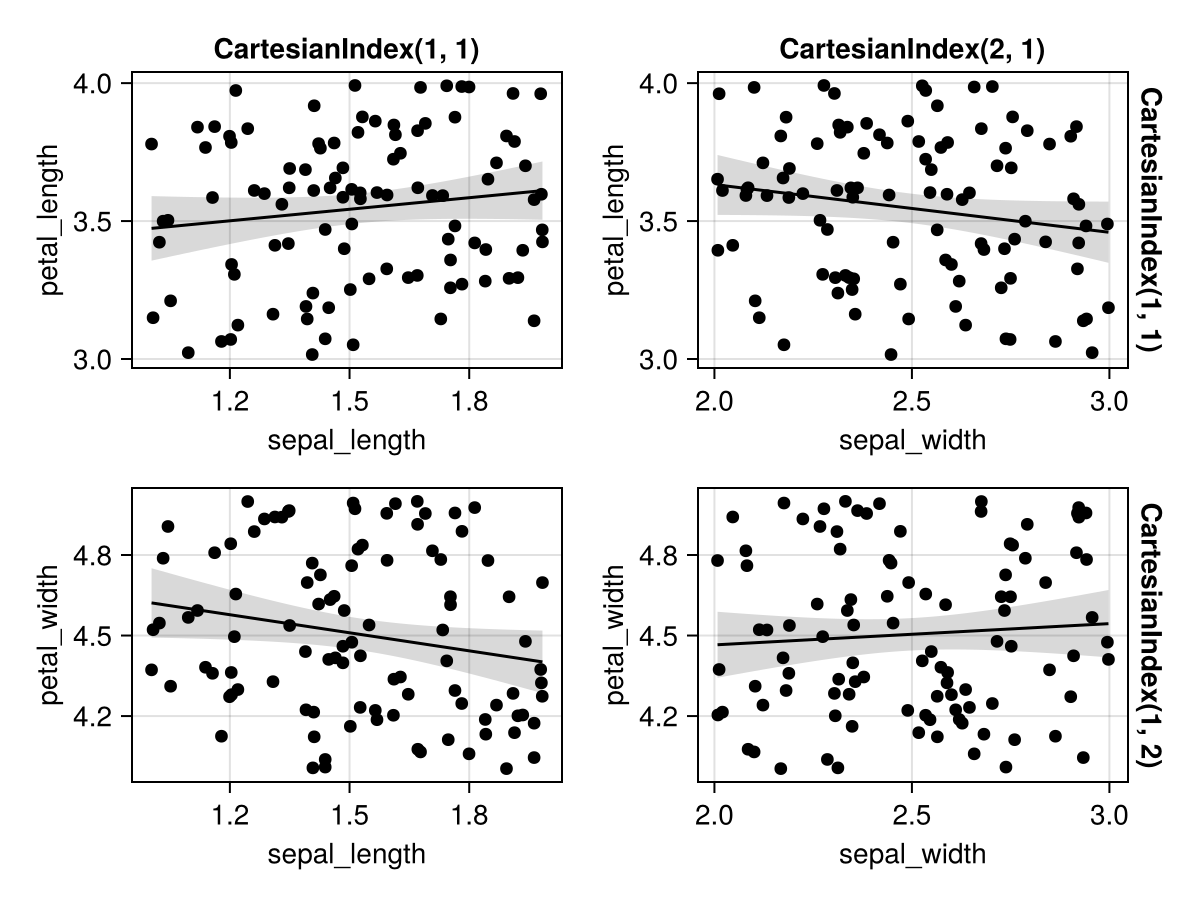 CartesianIndex(1, 1)
CartesianIndex(2, 1)
4.0
3.5
3.0
petal_length
1.2 1.5 1.8
sepal_length
4.0
3.5
3.0
petal_length
2.0 2.5 3.0
sepal_width
CartesianIndex(1, 1)
4.8
4.5
4.2
petal_width
1.2 1.5 1.8
sepal_length
4.8
4.5
4.2
petal_width
2.0 2.5 3.0
sepal_width
CartesianIndex(1, 2)